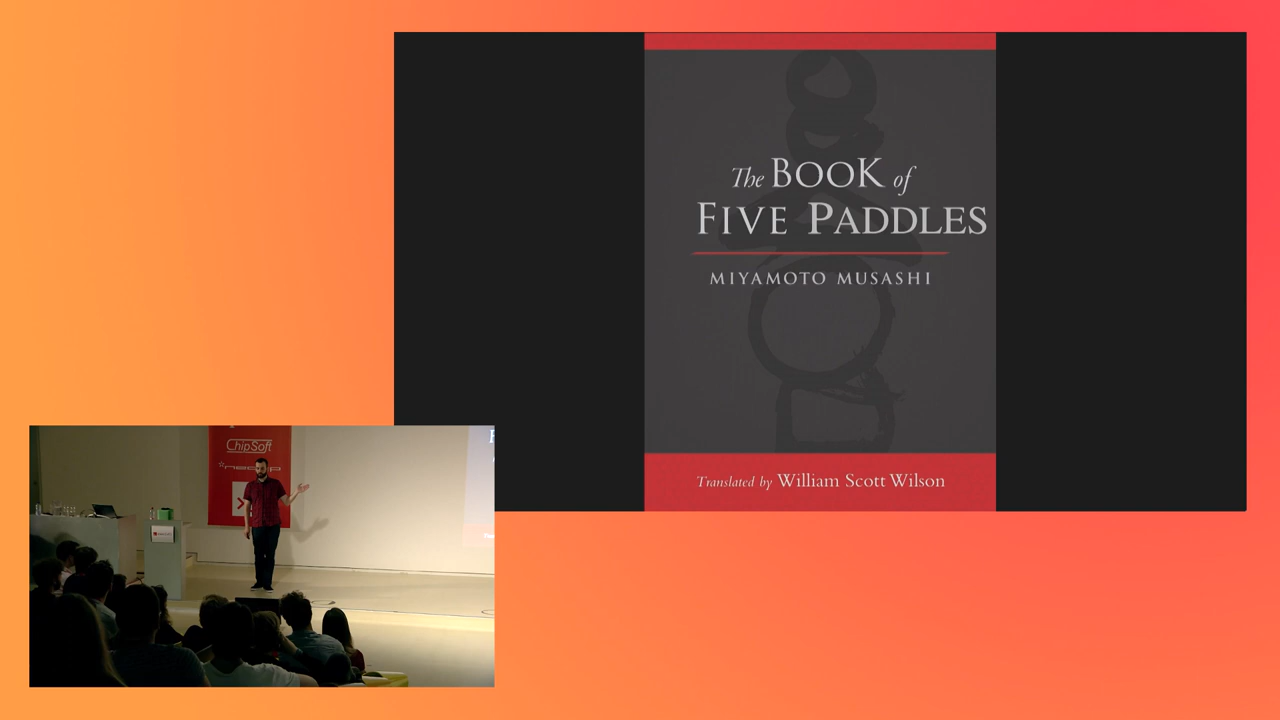 The BOOK of
FIVE PADDLES
MIYAMOTO MUSASHI
Translated by William Scott Wilson
ChipSoft